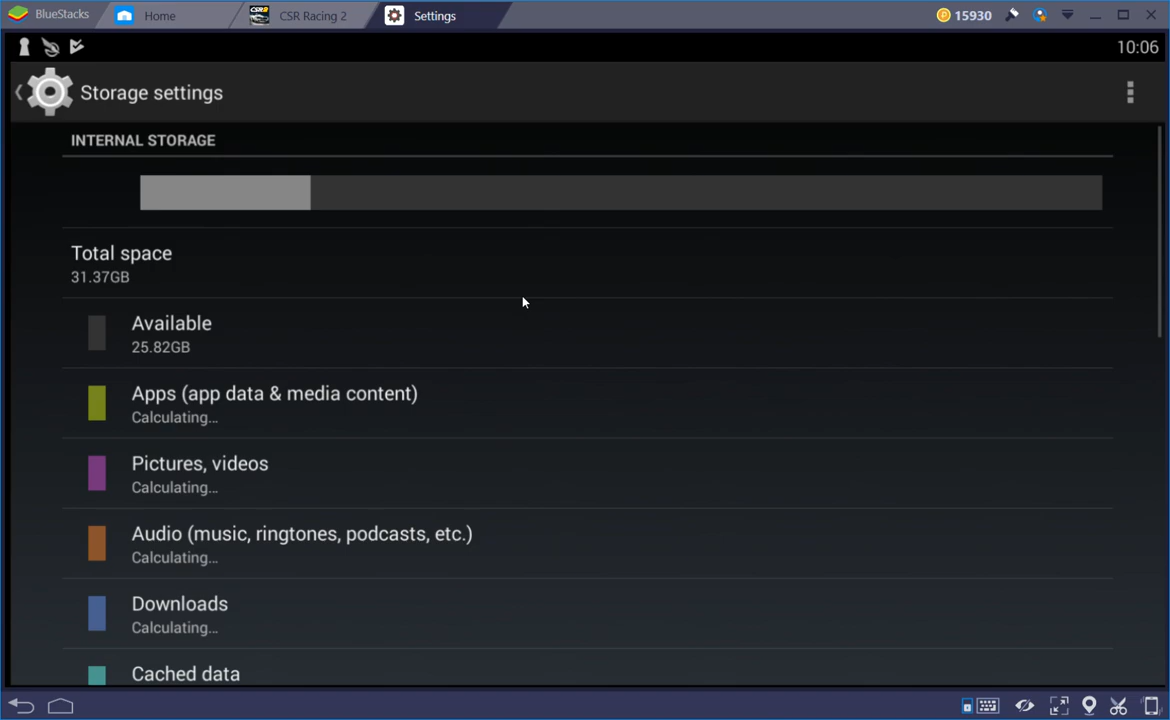 BlueStacks Home CSR Racing 2 Settings 15930
10:06
Storage settings
INTERNAL STORAGE
Total space
31.37GB
Available
25.82GB
Apps (app data & media content)
Calculating...
Pictures, videos
Calculating...
Audio (music, ringtones, podcasts, etc.)
Calculating...
Downloads
Calculating...
Cached data